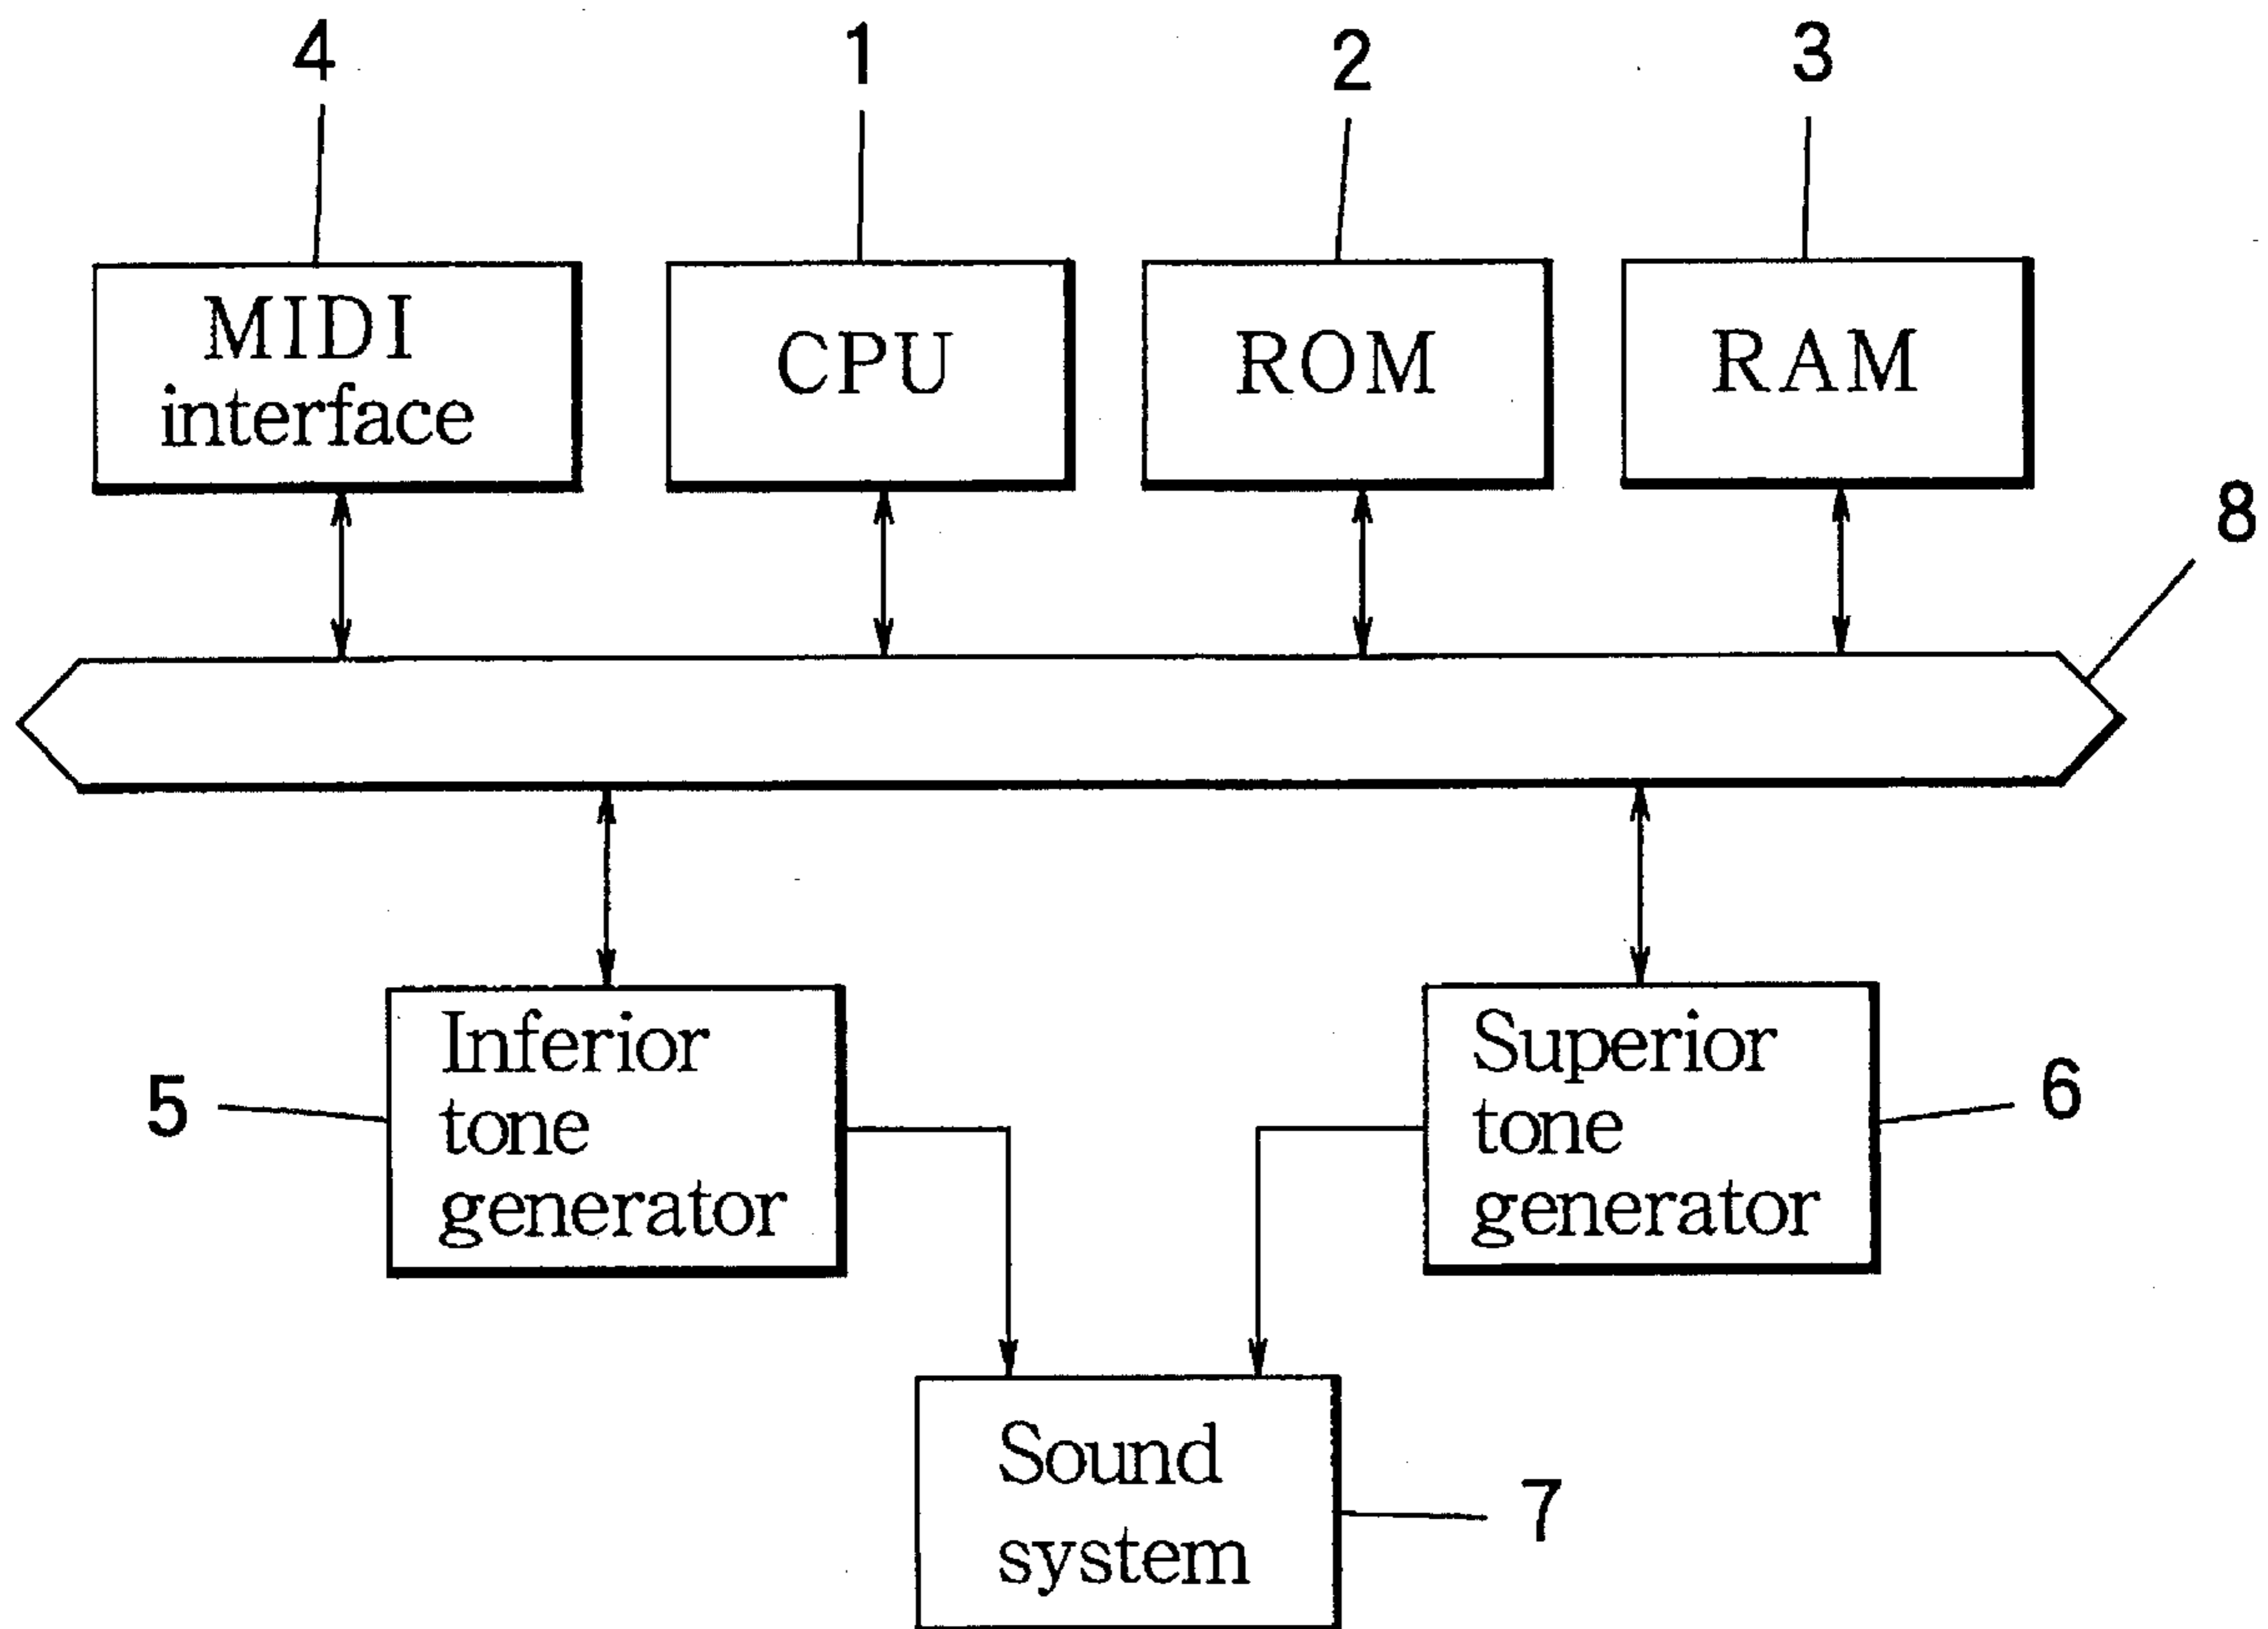 4
1
2
3
MIDI
interface
CPU
ROM
RAM
8
Inferior
tone
generator
5
Superior
tone
generator
6
Sound
system
7